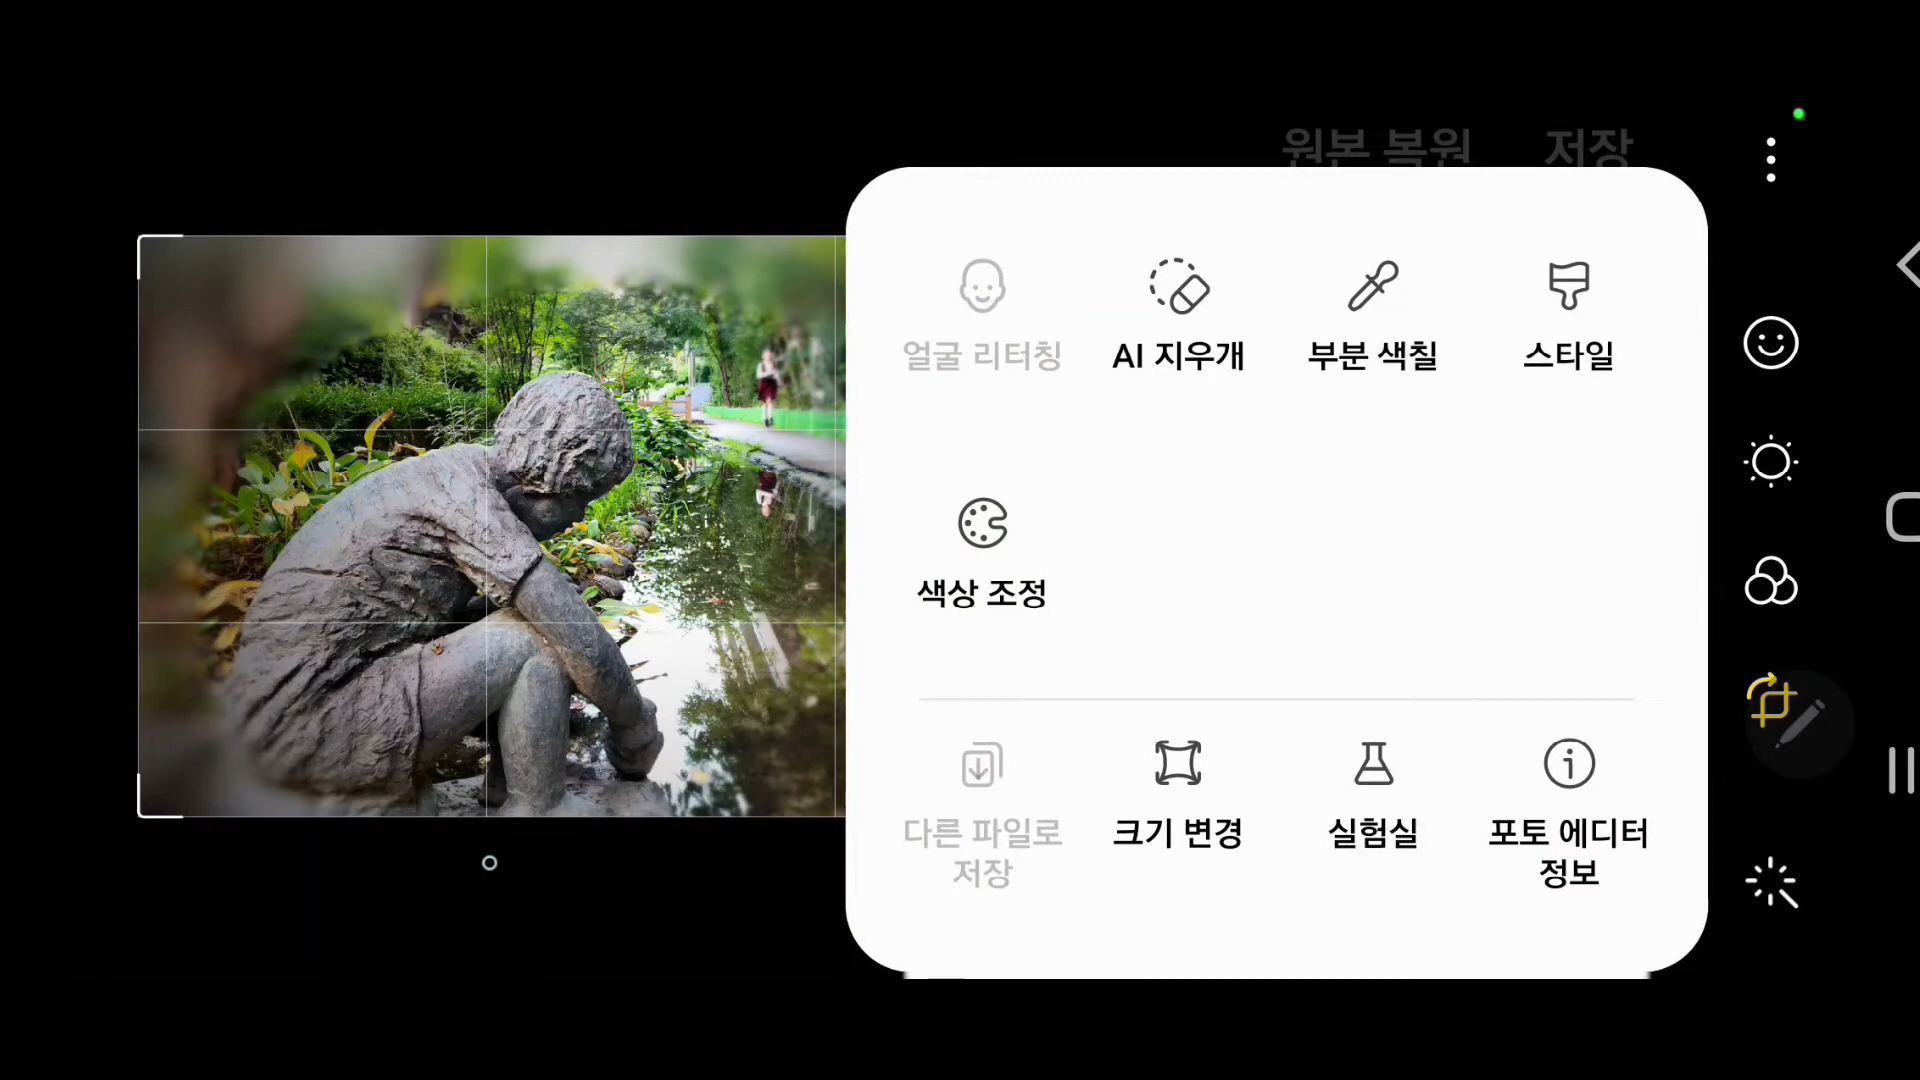 원본 복원 저장
얼굴 리터칭 AI 지우개 부분 색칠 스타일
색상 조정
다른 파일로 저장 크기 변경 실험실 포토 에디터 정보